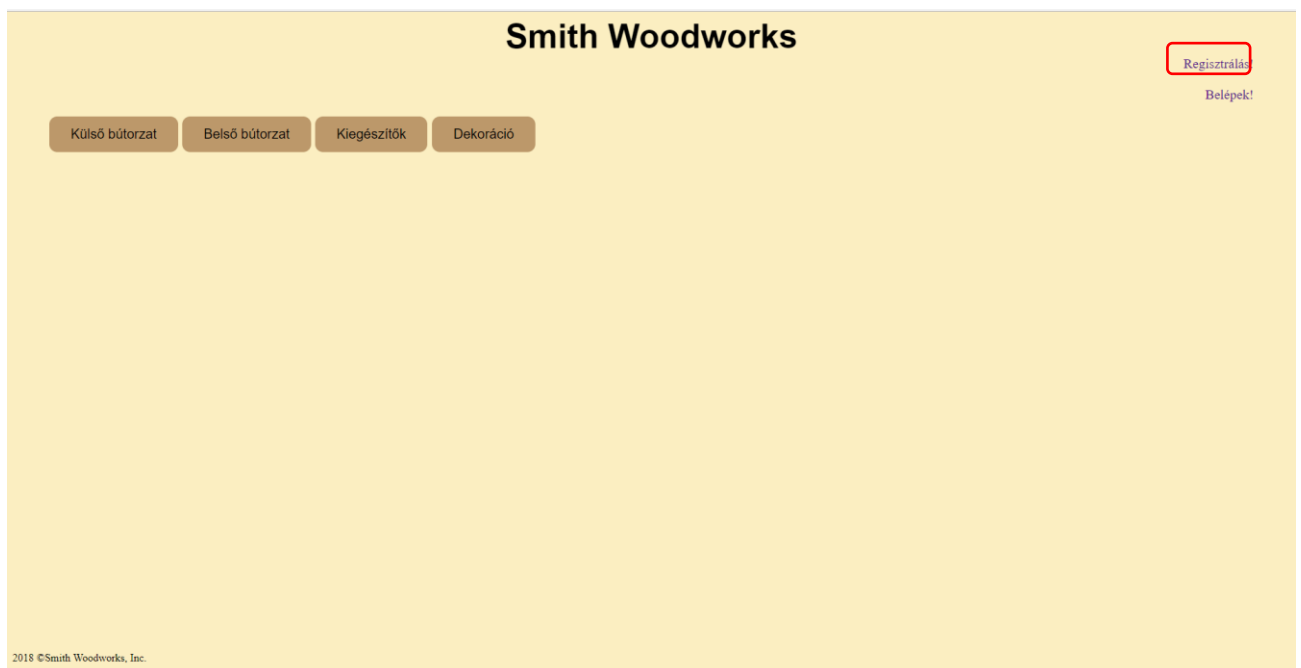 Smith Woodworks
Regisztrálás!
Belépek!
Külső bútorzat Belső bútorzat Kiegészítők Dekoráció
2018 ©Smith Woodworks, Inc.